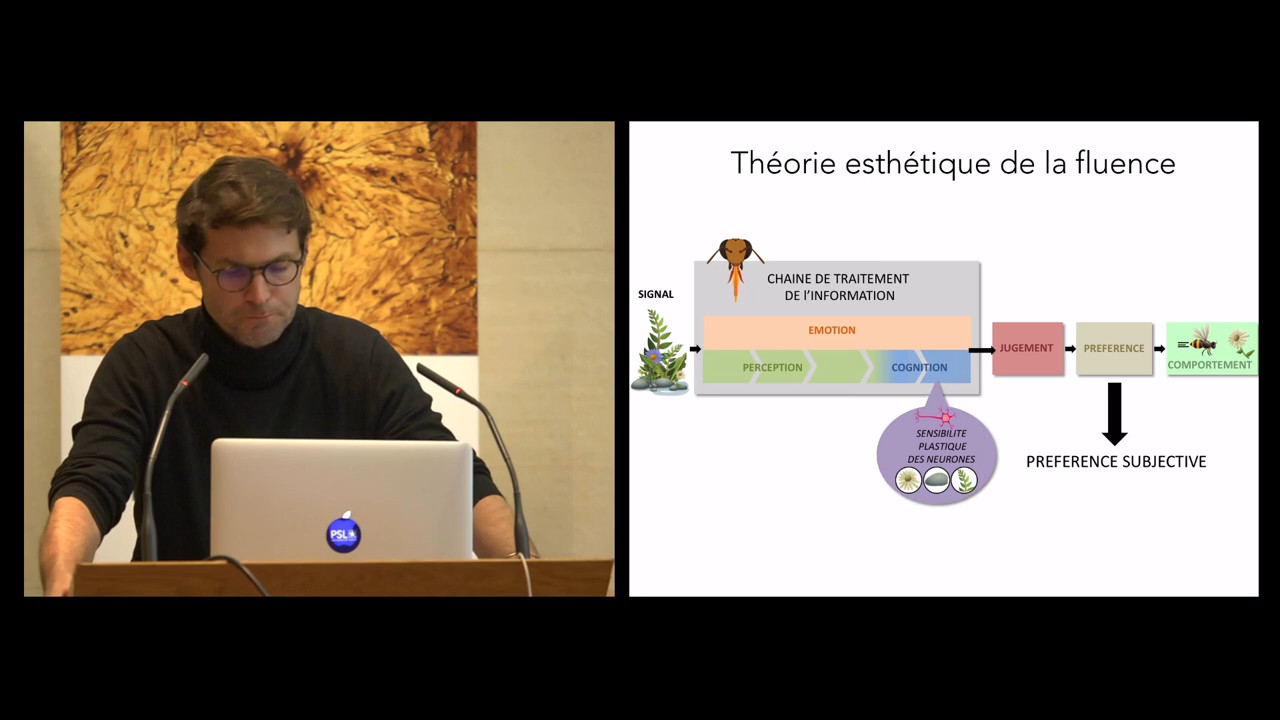 Théorie esthétique de la fluence
CHAINE DE TRAITEMENT
DE l'INFORMATION
SIGNAL
EMOTION
PERCEPTION
COGNITION
JUGEMENT
PREFERENCE
COMPORTEMENT
SENSIBILITE
PLASTIQUE
DES NEURONES
PREFERENCE SUBJECTIVE
PSL